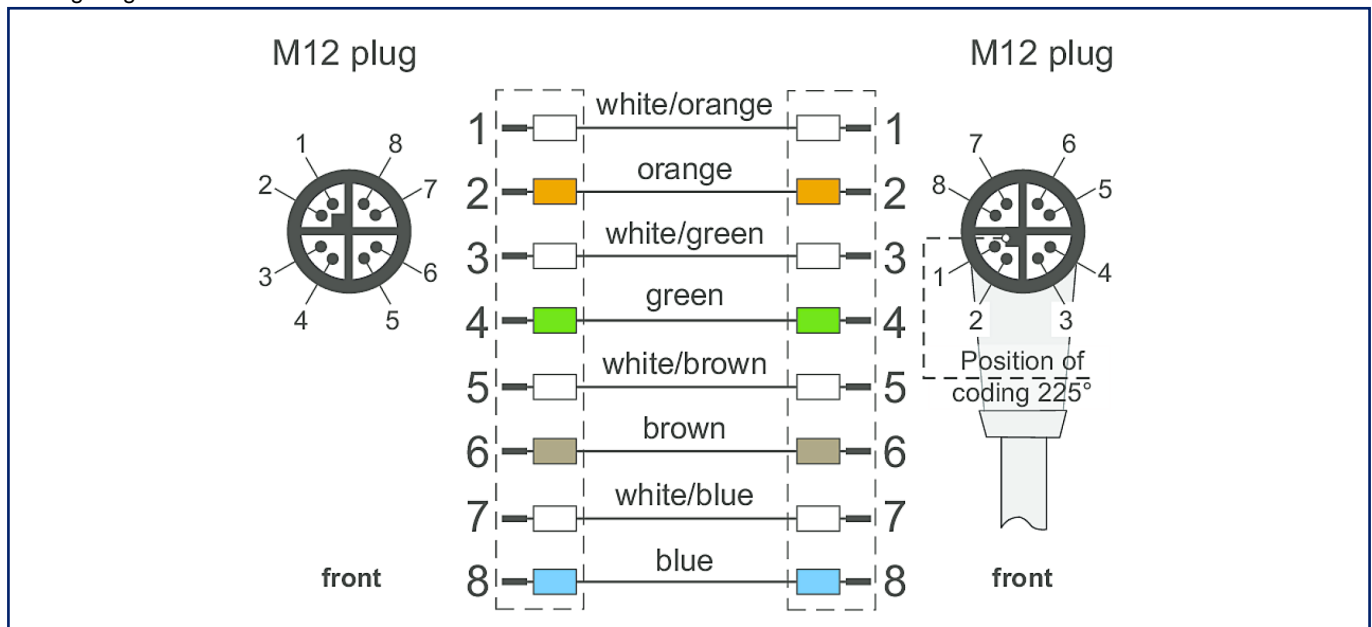 M12 plug
M12 plug
1 white/orange 1
2 orange 2
3 white/green 3
4 green 4
5 white/brown 5
6 brown 6
7 white/blue 7
8 blue 8
1 8
2 7
3 6
4 5
7 6
8 5
1 4
2 3
Position of
coding 225°
front
front